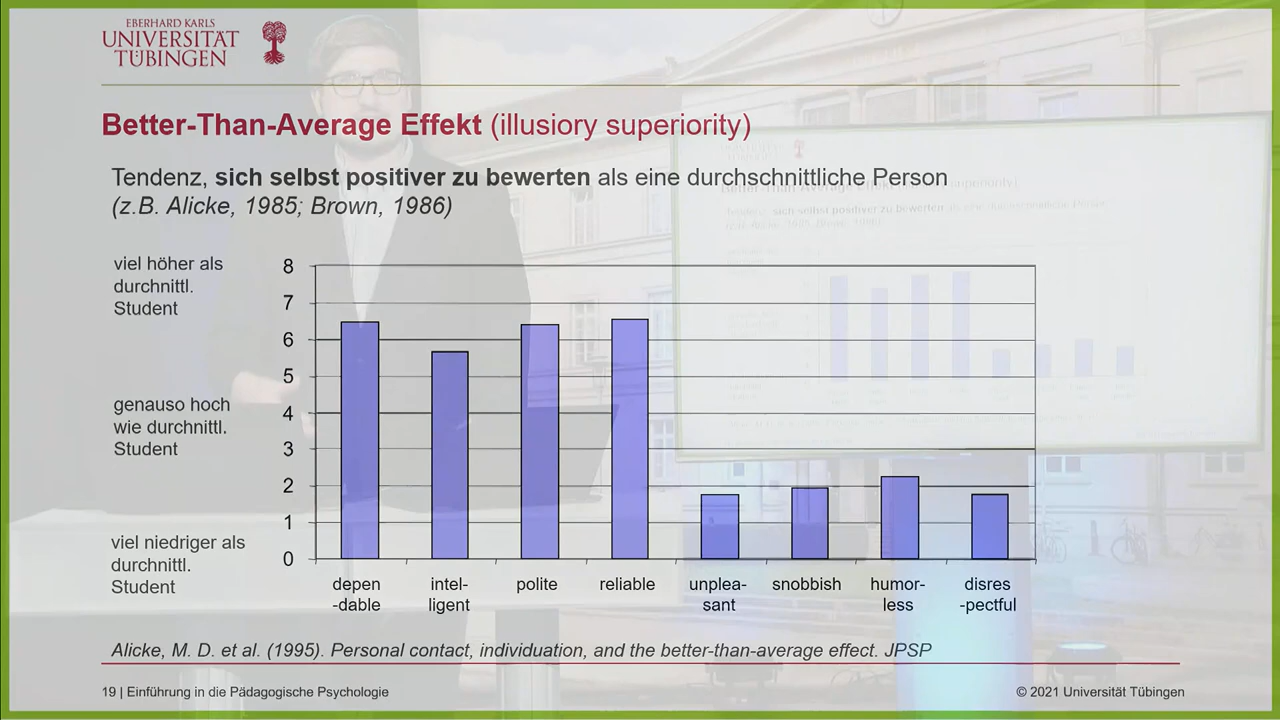 EBERHARD KARLS
UNIVERSITÄT
TÜBINGEN
Better-Than-Average Effekt (illusiory superiority)
Tendenz, sich selbst positiver zu bewerten als eine durchschnittliche Person
(z.B. Alicke, 1985; Brown, 1986)
viel höher als
durchnittl.
Student
genauso hoch
wie durchnittl.
Student
viel niedriger als
durchnittl.
Student
8
7
6
5
4
3
2
1
0
depen
-dable
intel-
ligent
polite
reliable
unplea-
sant
snobbish
humor-
less
disres
-pectful
Alicke, M. D. et al. (1995). Personal contact, individuation, and the better-than-average effect. JPSP
19 | Einführung in die Pädagogische Psychologie
© 2021 Universität Tübingen